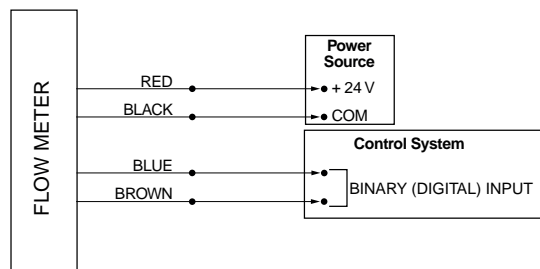 FLOW METER
Power
Source
RED
+ 24 V
BLACK
COM
Control System
BLUE
BROWN
BINARY (DIGITAL) INPUT